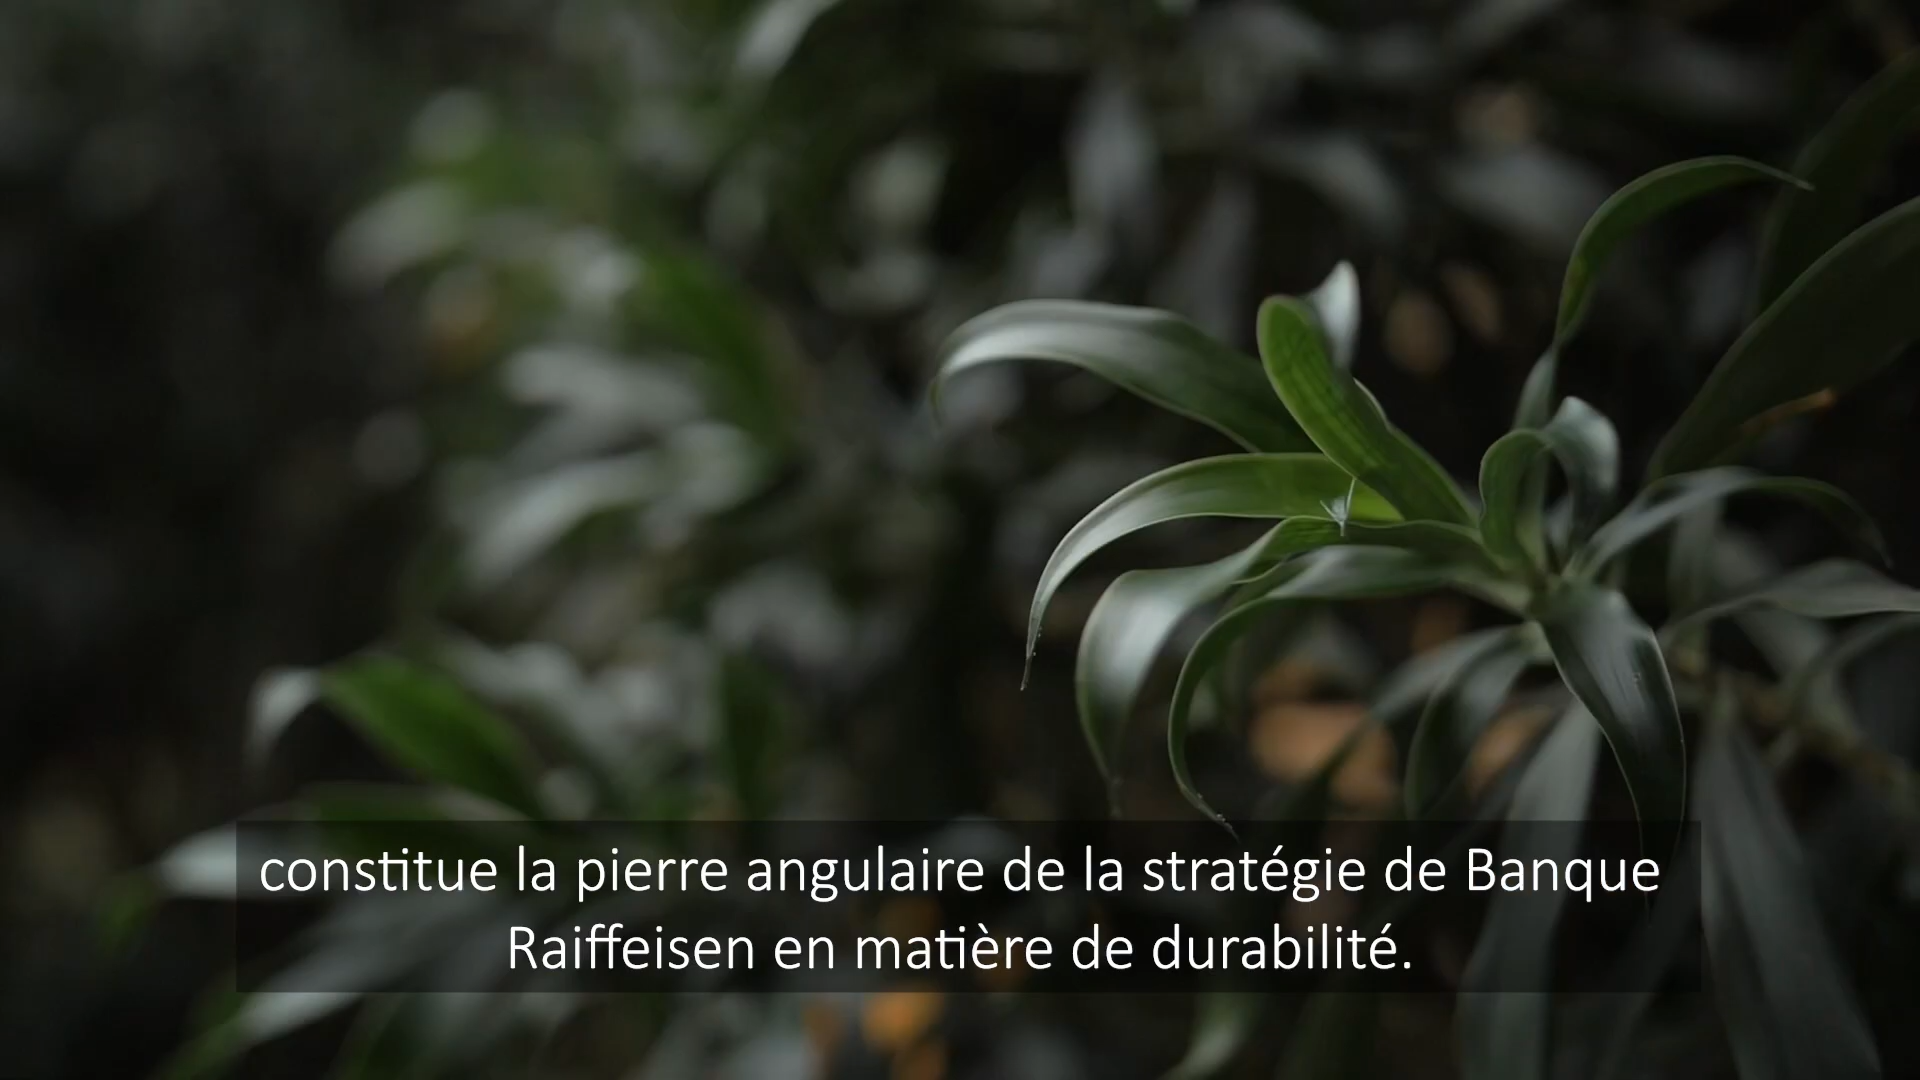 constitue la pierre angulaire de la stratégie de Banque
Raiffeisen en matière de durabilité.